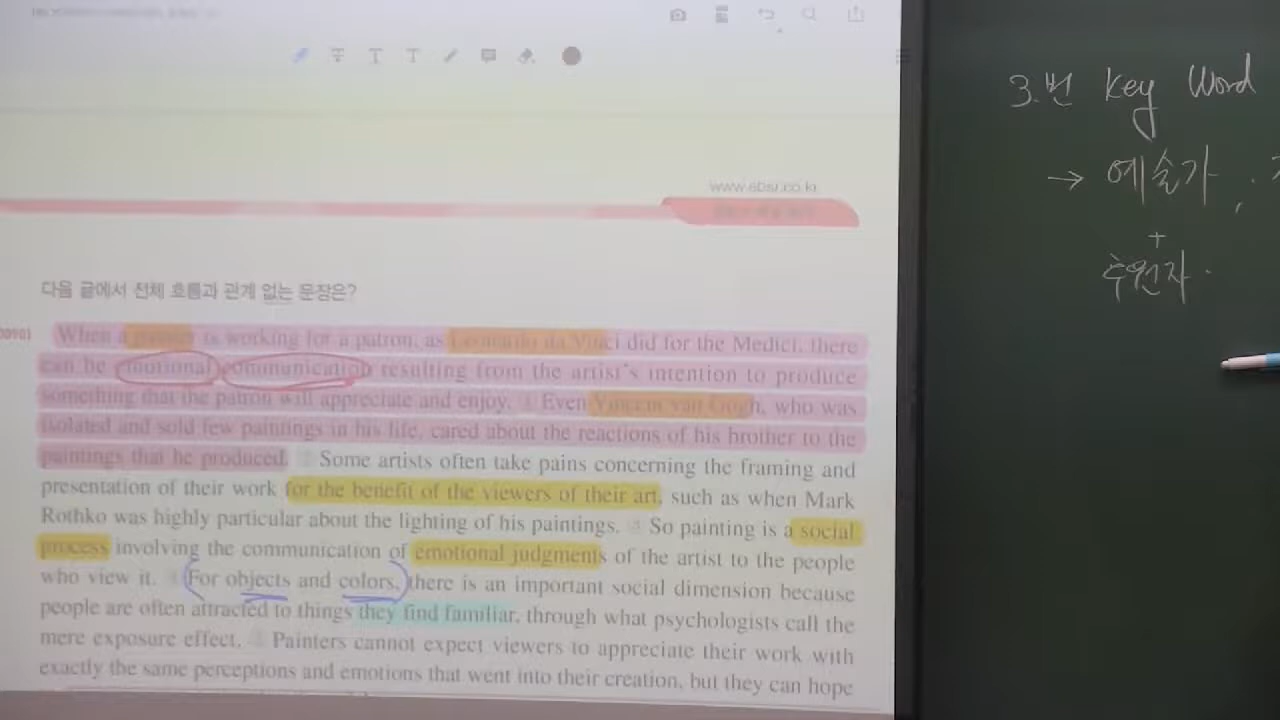 www.ebsi.co.kr
다음 글에서 전체 흐름과 관계 없는 문장은?
When a painter is working for a patron, as Leonardo da Vinci did for the Medici, there
can be emotional communication resulting from the artist's intention to produce
something that the patron will appreciate and enjoy. ① Even Vincent van Gogh, who was
isolated and sold few paintings in his life, cared about the reactions of his brother to the
paintings that he produced. ② Some artists often take pains concerning the framing and
presentation of their work for the benefit of the viewers of their art, such as when Mark
Rothko was highly particular about the lighting of his paintings. ③ So painting is a social
process involving the communication of emotional judgments of the artist to the people
who view it. ④ For objects and colors, there is an important social dimension because
people are often attracted to things they find familiar, through what psychologists call the
mere exposure effect. ⑤ Painters cannot expect viewers to appreciate their work with
exactly the same perceptions and emotions that went into their creation, but they can hope
3.번 Key Word
→ 예술가,
+
후원자.